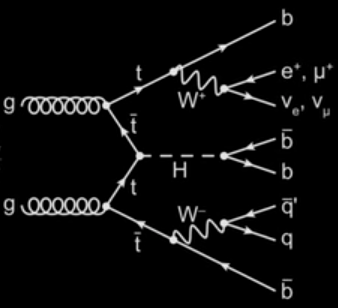 b
t
e⁺, μ⁺
W⁺
g
ν_e, ν_μ
t̄
b̄
H
b
t
g
W⁻
q̄'
q
t̄
b̄